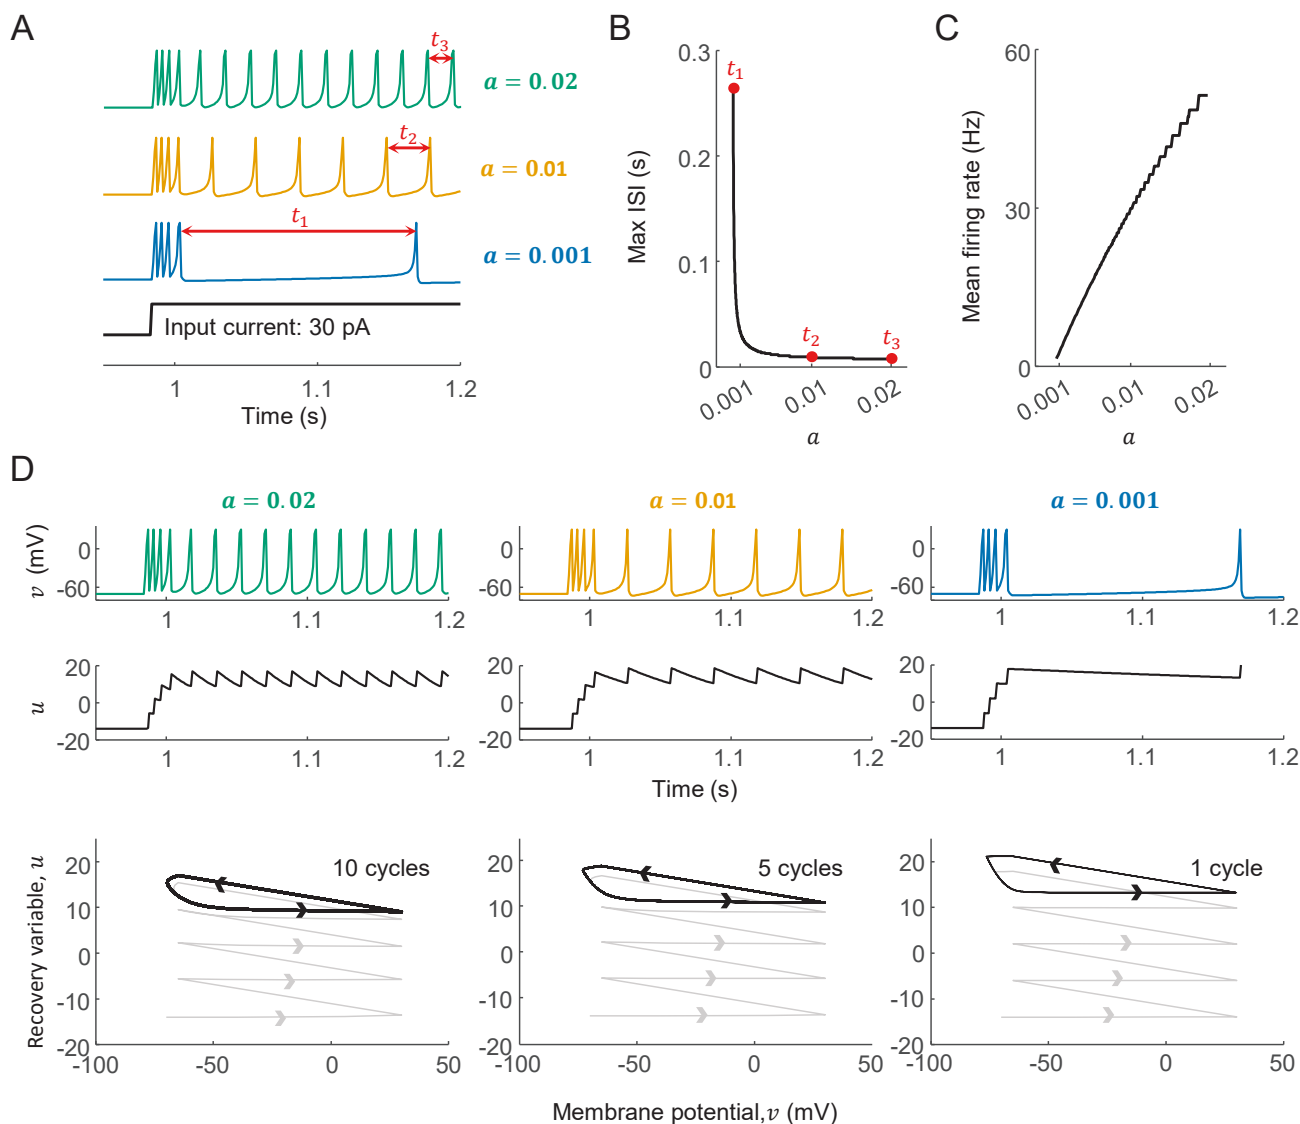 A
t₃
a = 0.02
t₂
a = 0.01
t₁
a = 0.001
Input current: 30 pA
1
1.1
1.2
Time (s)
B
0.3
0.2
0.1
0
Max ISI (s)
t₁
t₂
t₃
0.001
0.01
0.02
a
C
60
30
0
Mean firing rate (Hz)
0.001
0.01
0.02
a
D
a = 0.02
a = 0.01
a = 0.001
v (mV)
0
-60
1
1.1
1.2
0
-60
1
1.1
1.2
0
-60
1
1.1
1.2
u
20
0
-20
1
1.1
1.2
20
0
-20
1
1.1
1.2
20
0
-20
1
1.1
1.2
Time (s)
Recovery variable, u
20
10
0
-10
-20
10 cycles
-100
-50
0
50
20
10
0
-10
-20
5 cycles
-100
-50
0
50
20
10
0
-10
-20
1 cycle
-100
-50
0
50
Membrane potential, v (mV)